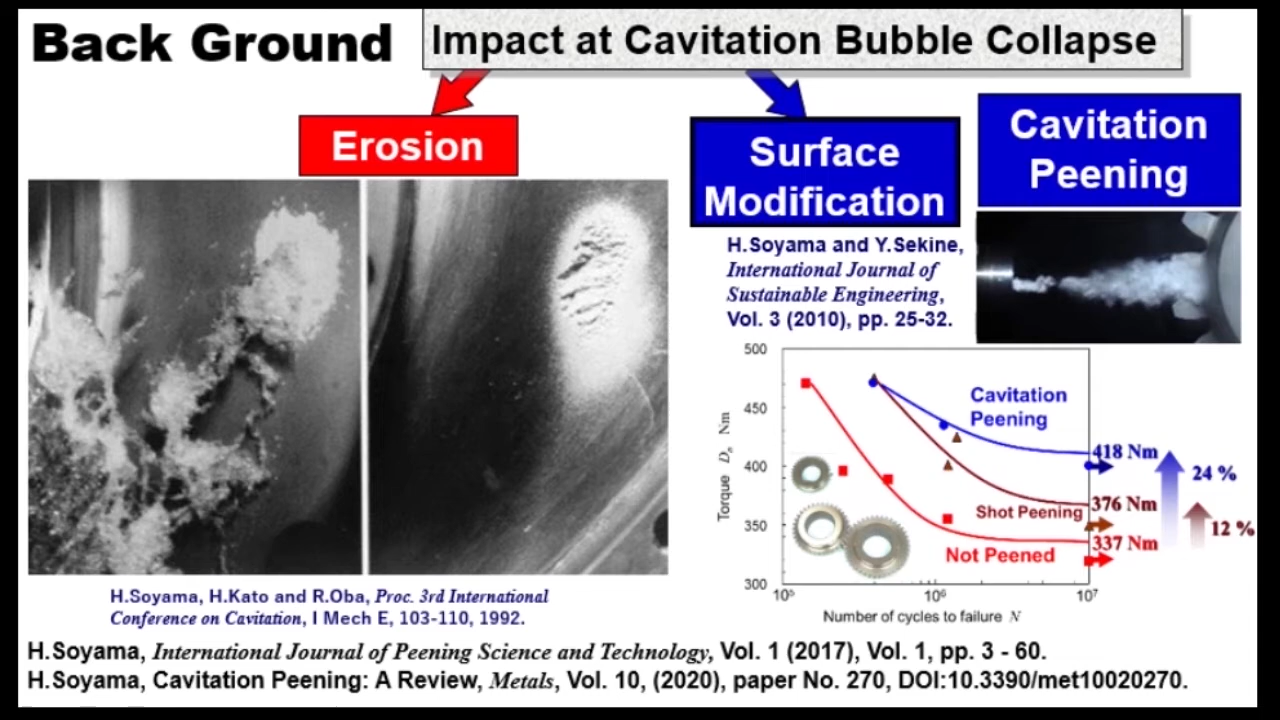 Back Ground
Impact at Cavitation Bubble Collapse
Erosion
Surface
Modification
Cavitation
Peening
H.Soyama and Y.Sekine,
International Journal of
Sustainable Engineering,
Vol. 3 (2010), pp. 25-32.
500
450
400
350
300
Torque Dₐ Nm
Cavitation
Peening
418 Nm
24 %
376 Nm
Shot Peening
12 %
337 Nm
Not Peened
10⁵
10⁶
10⁷
Number of cycles to failure N
H.Soyama, H.Kato and R.Oba, Proc. 3rd International
Conference on Cavitation, I Mech E, 103-110, 1992.
H.Soyama, International Journal of Peening Science and Technology, Vol. 1 (2017), Vol. 1, pp. 3 - 60.
H.Soyama, Cavitation Peening: A Review, Metals, Vol. 10, (2020), paper No. 270, DOI:10.3390/met10020270.